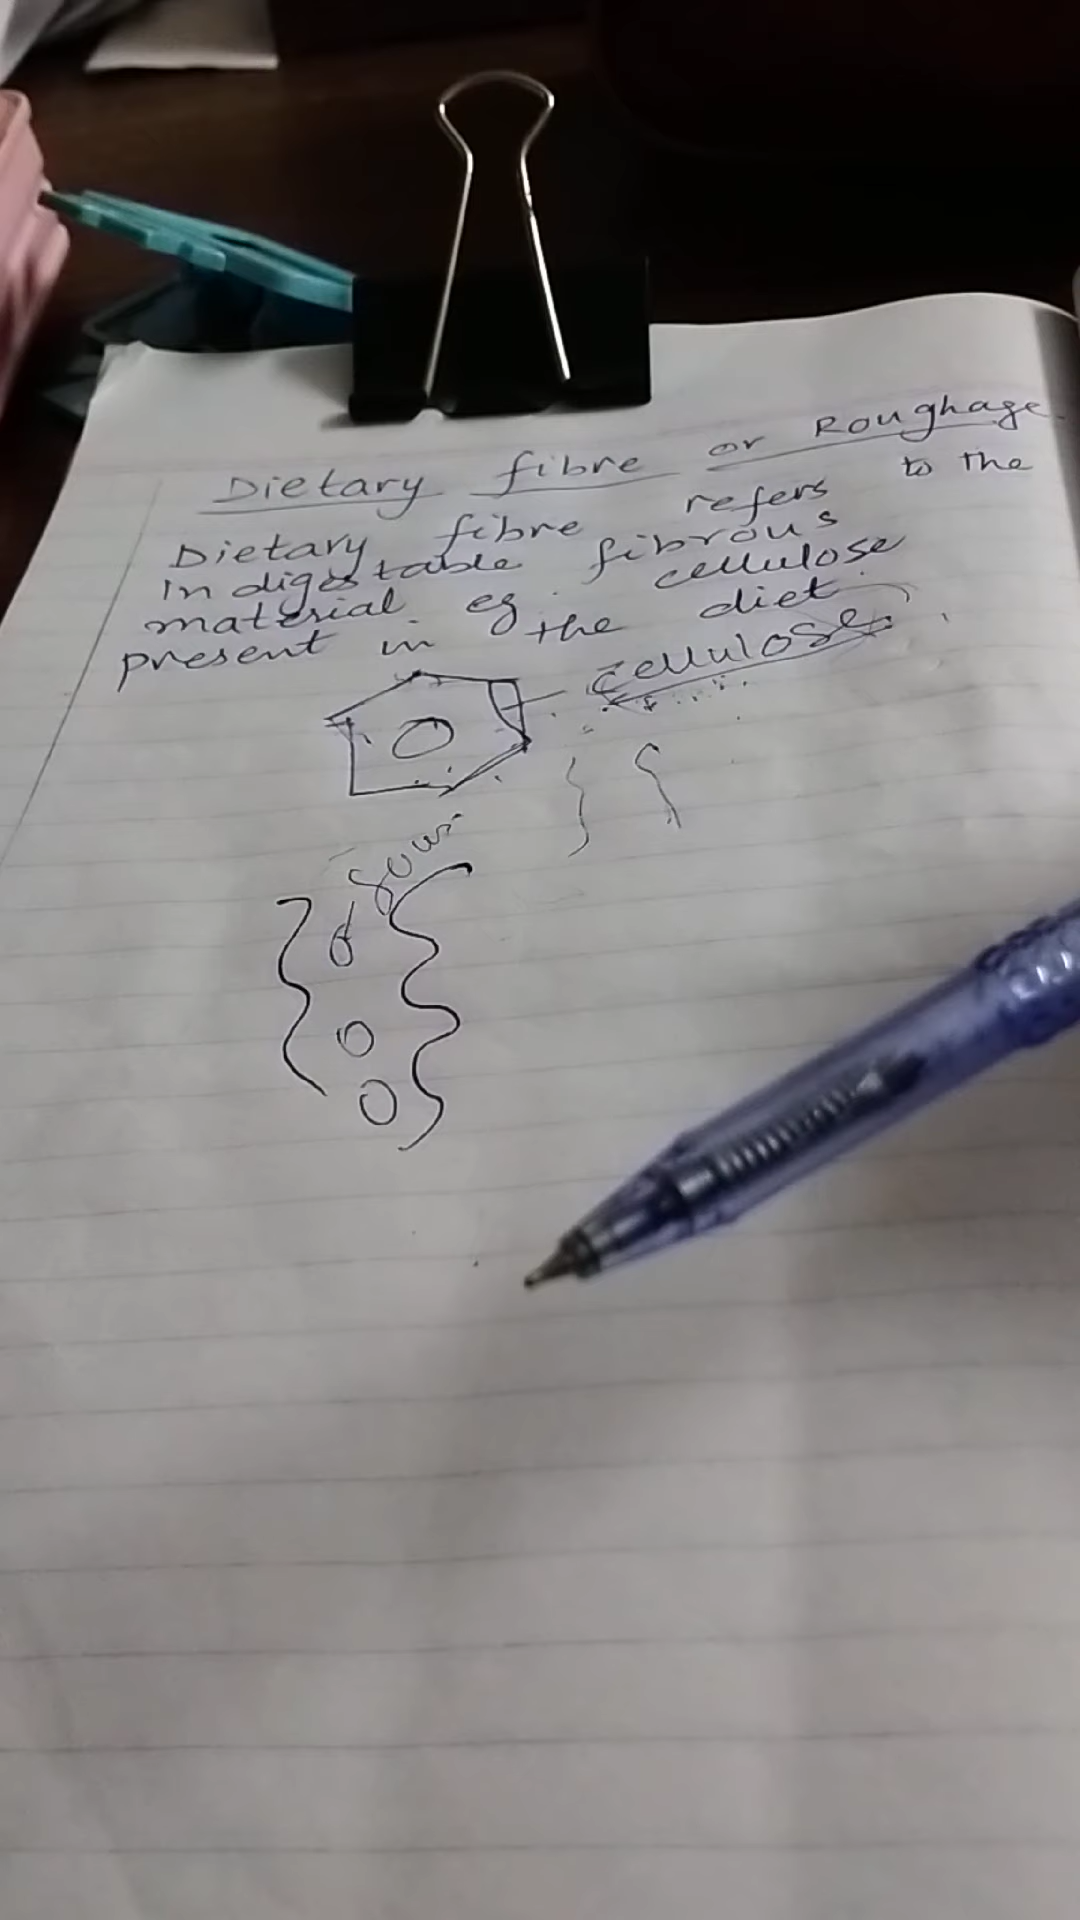 Dietary fibre or Roughage
Dietary fibre refers to the
Indigestable fibrous
material eg. cellulose
present in the diet
cellulose